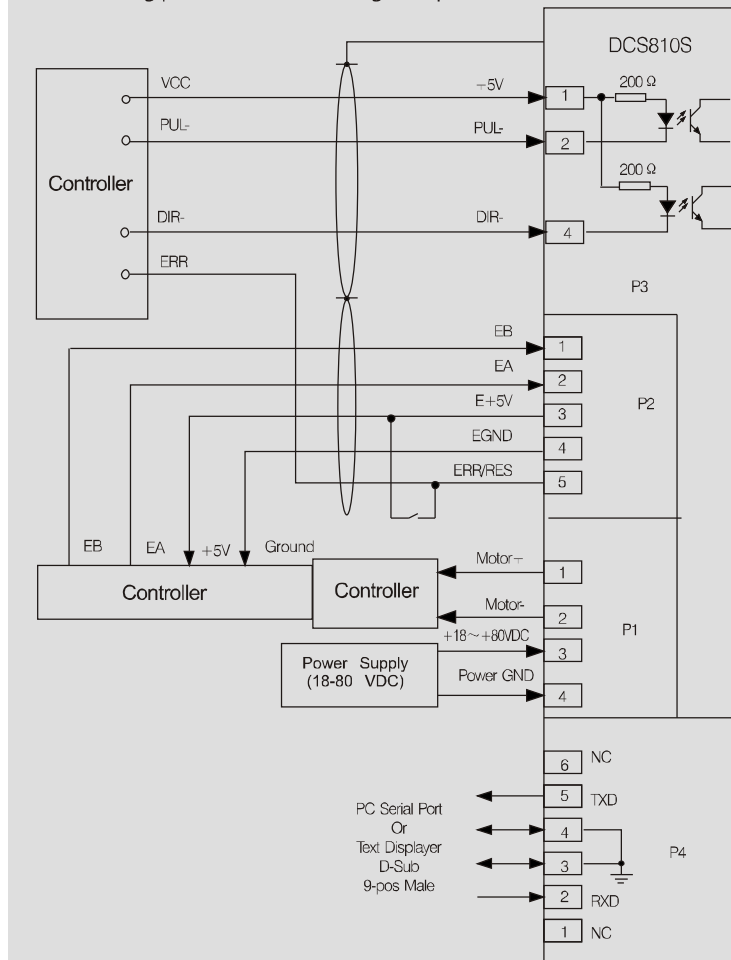 DCS810S
VCC
+5V
1
200 Ω
PUL-
PUL-
2
Controller
200 Ω
DIR-
DIR-
4
ERR
P3
EB
1
EA
2
E+5V
3
P2
EGND
4
ERR/RES
5
EB
EA
+5V
Ground
Controller
Controller
Motor+
1
Motor-
2
P1
+18~+80VDC
3
Power Supply
(18-80 VDC)
Power GND
4
6
NC
5
TXD
PC Serial Port
Or
Text Displayer
D-Sub
9-pos Male
4
3
P4
2
RXD
1
NC